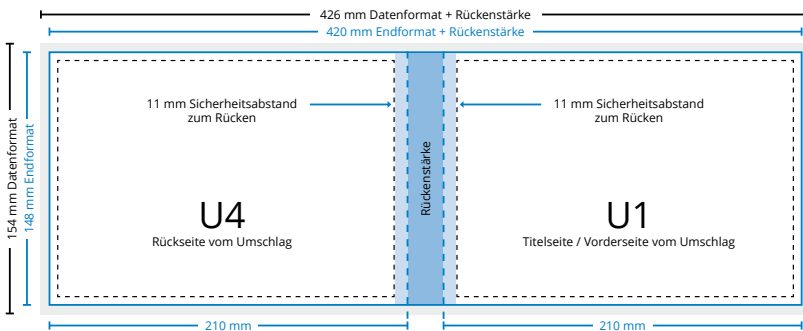 426 mm Datenformat + Rückenstärke
420 mm Endformat + Rückenstärke
154 mm Datenformat
148 mm Endformat
11 mm Sicherheitsabstand
zum Rücken
11 mm Sicherheitsabstand
zum Rücken
Rückenstärke
U4
Rückseite vom Umschlag
U1
Titelseite / Vorderseite vom Umschlag
210 mm
210 mm